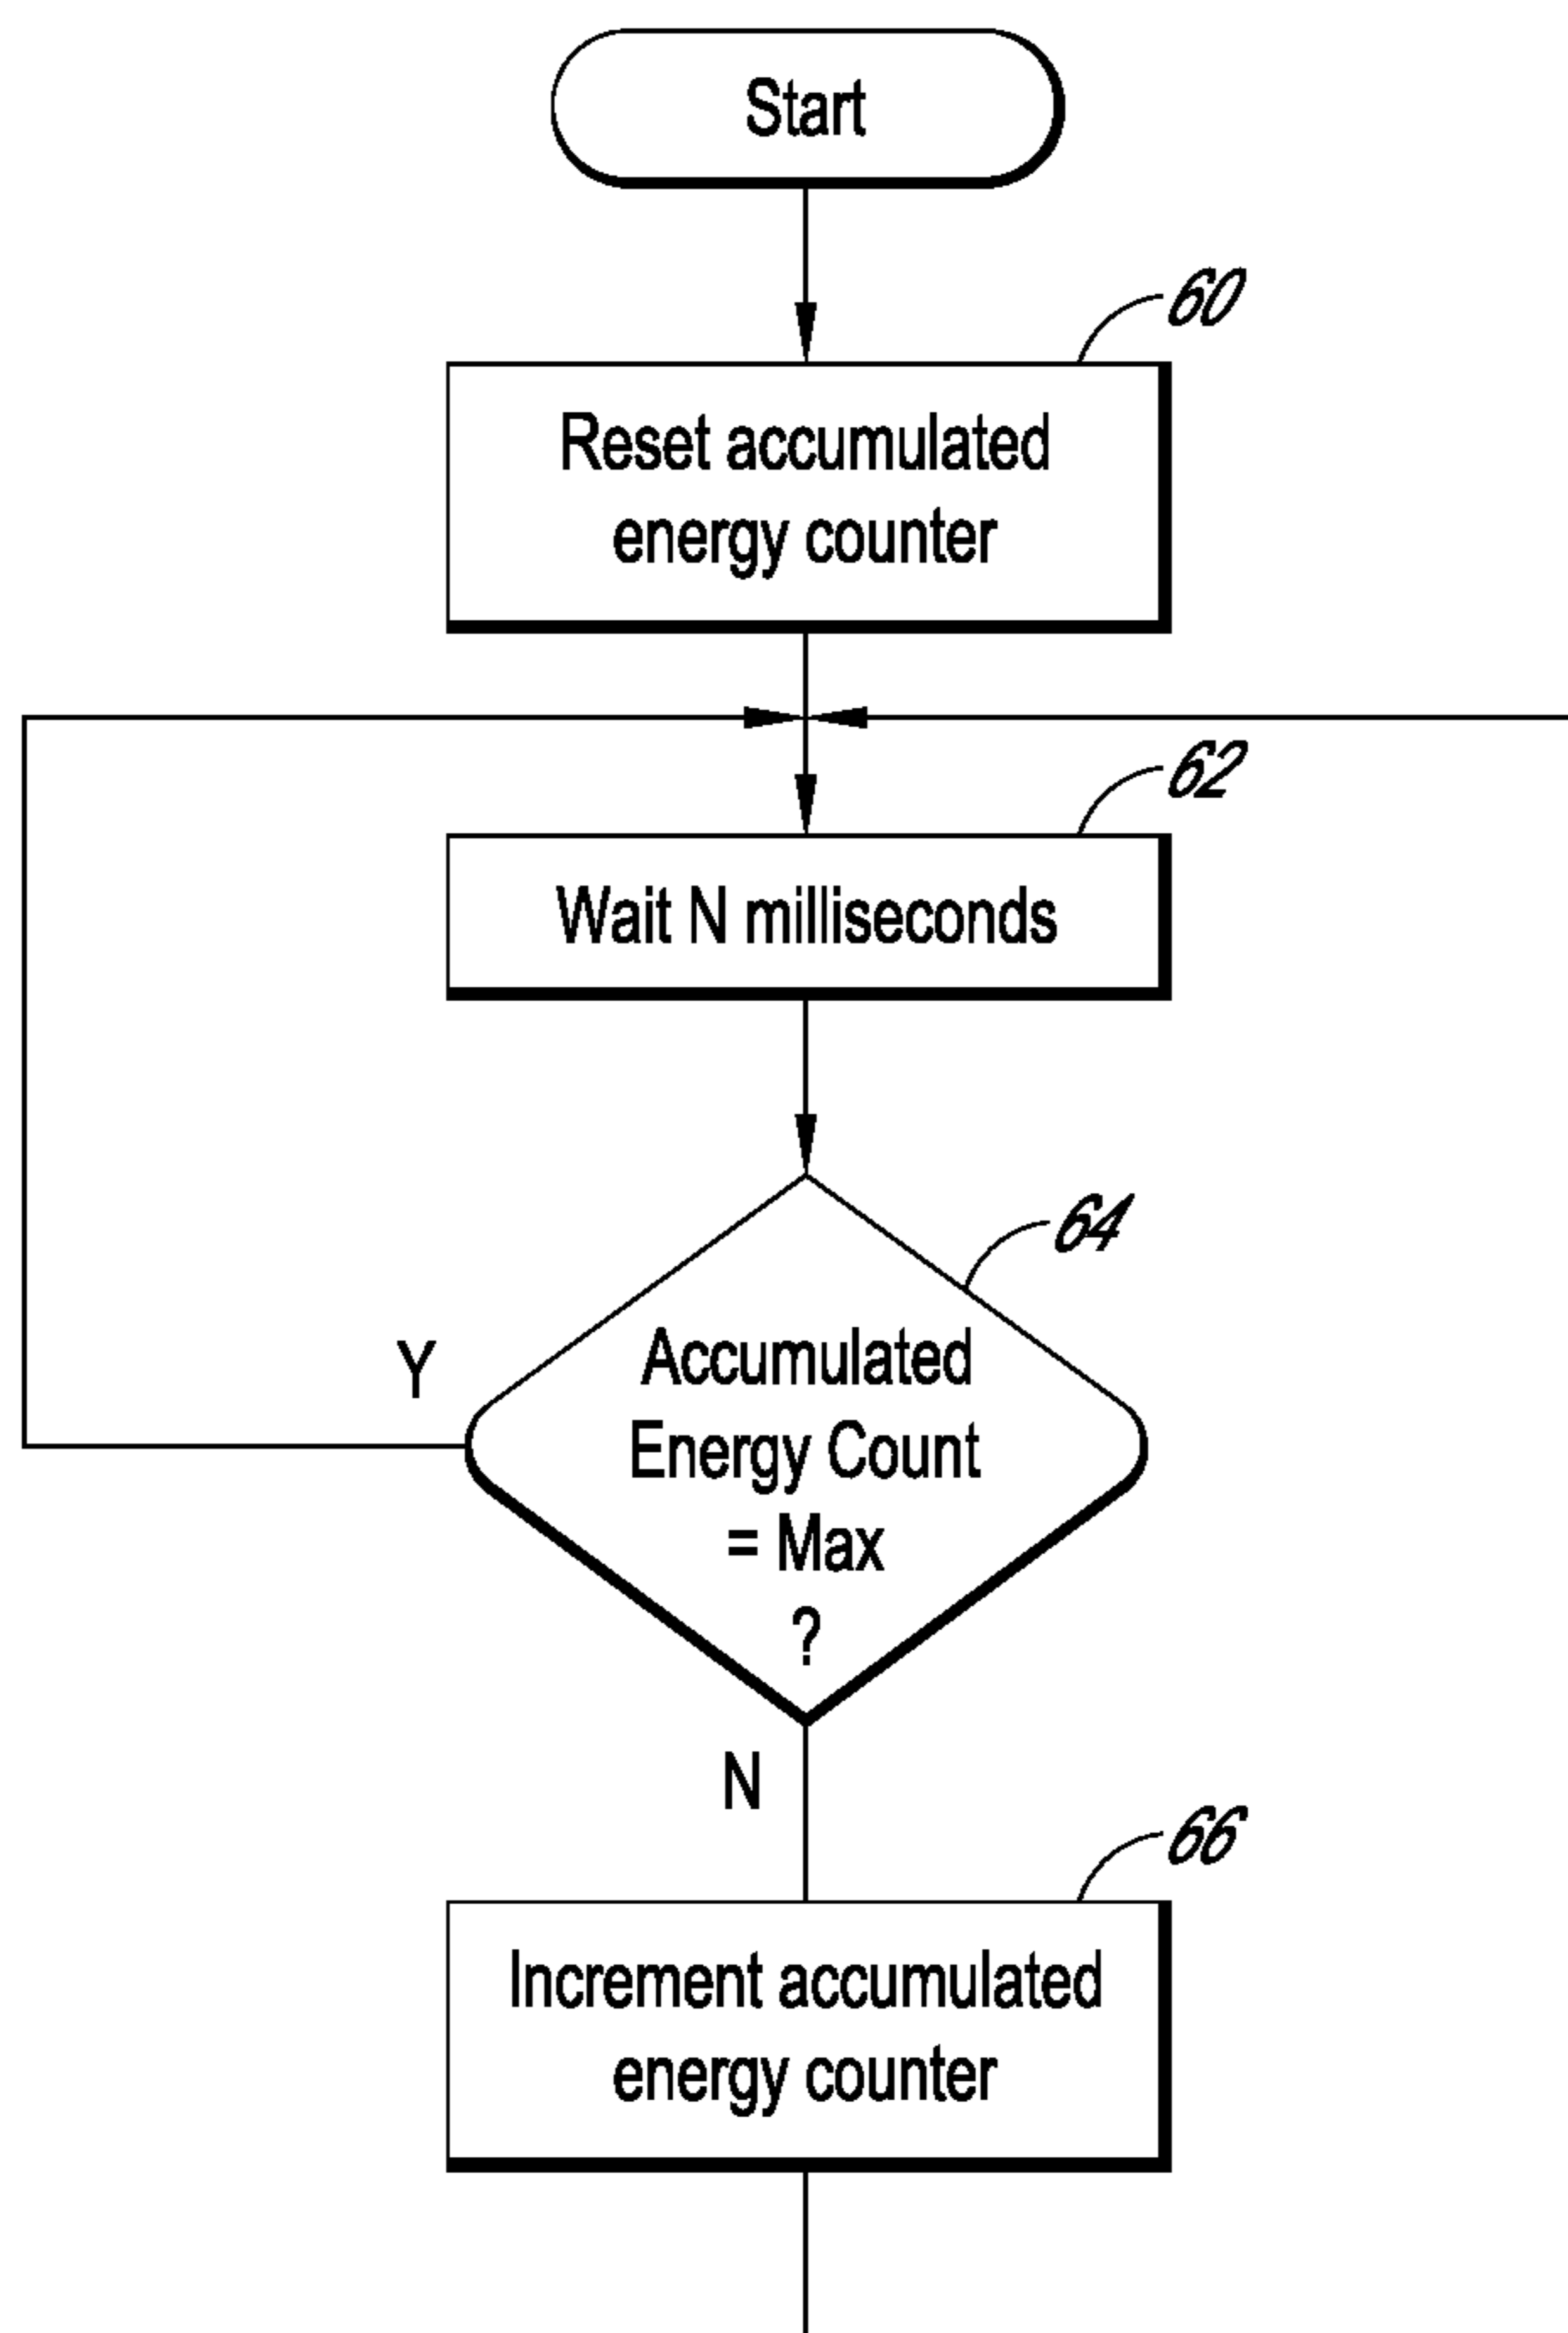 Start
60
Reset accumulated
energy counter
62
Wait N milliseconds
64
Accumulated
Energy Count
= Max
?
Y
N
66
Increment accumulated
energy counter